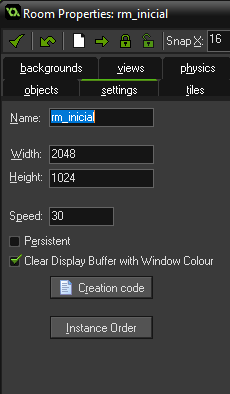 Room Properties: rm_inicial
Snap X: 16
backgrounds views physics
objects settings tiles
Name: rm_inicial
Width: 2048
Height: 1024
Speed: 30
Persistent
Clear Display Buffer with Window Colour
Creation code
Instance Order